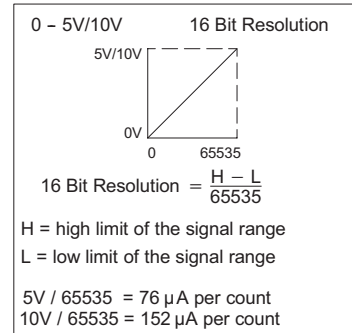 0 – 5V/10V 16 Bit Resolution
5V/10V
0V
0 65535
16 Bit Resolution = H – L / 65535
H = high limit of the signal range
L = low limit of the signal range
5V / 65535 = 76 μA per count
10V / 65535 = 152 μA per count